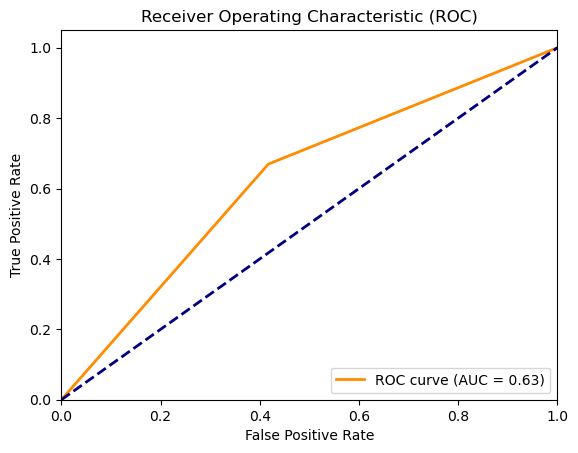 Receiver Operating Characteristic (ROC)
True Positive Rate
1.0
0.8
0.6
0.4
0.2
0.0
ROC curve (AUC = 0.63)
0.0 0.2 0.4 0.6 0.8 1.0
False Positive Rate